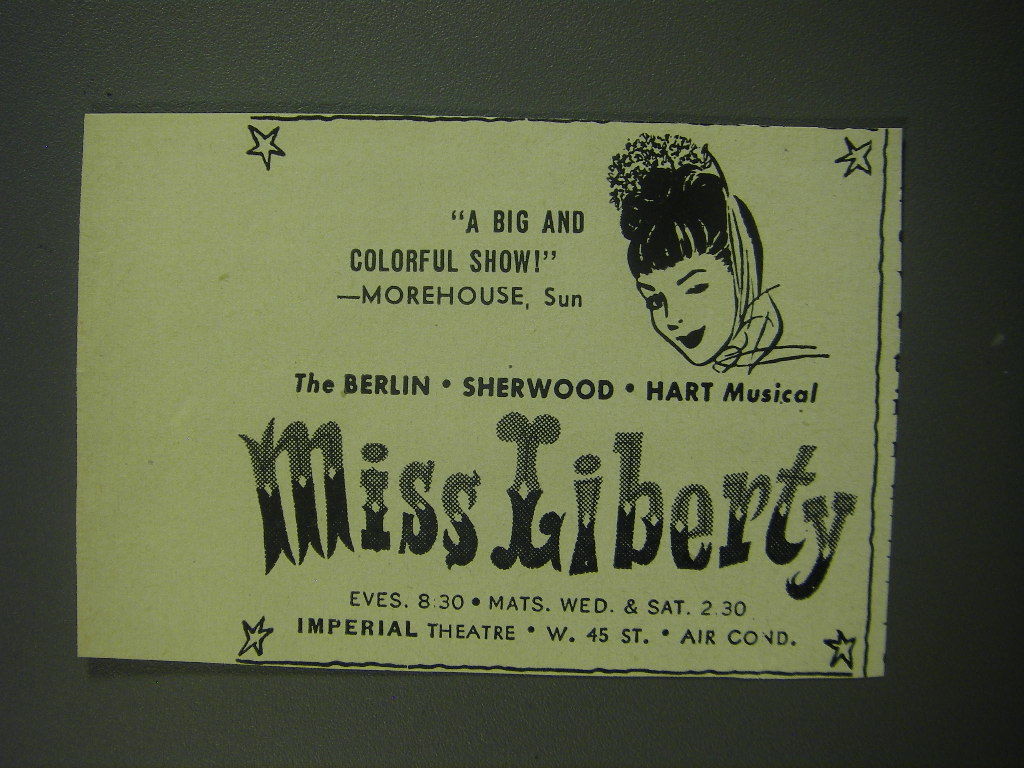 “A BIG AND
COLORFUL SHOW!”
—MOREHOUSE, Sun
The BERLIN • SHERWOOD • HART Musical
Miss Liberty
EVES. 8:30 • MATS. WED. & SAT. 2:30
IMPERIAL THEATRE • W. 45 ST. • AIR COND.